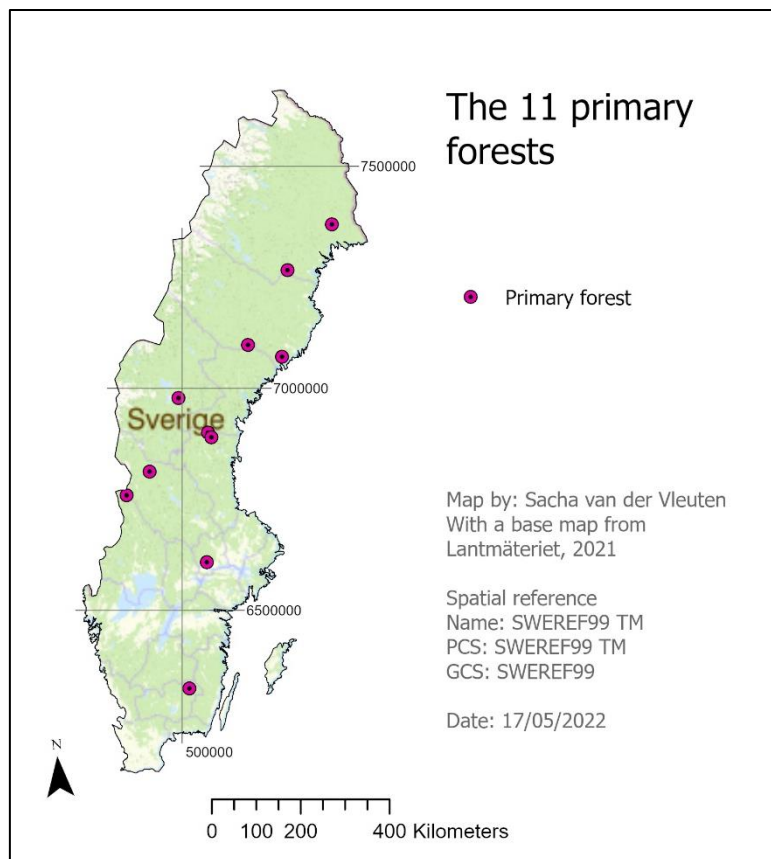 The 11 primary
forests
7500000
Primary forest
7000000
Sverige
Map by: Sacha van der Vleuten
With a base map from
Lantmäteriet, 2021
Spatial reference
Name: SWEREF99 TM
PCS: SWEREF99 TM
GCS: SWEREF99
6500000
Date: 17/05/2022
N
500000
0 100 200 400 Kilometers